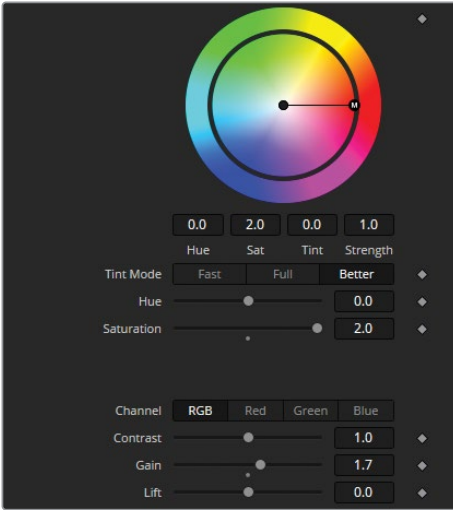 M
0.0 2.0 0.0 1.0
Hue Sat Tint Strength
Tint Mode Fast Full Better
Hue 0.0
Saturation 2.0
Channel RGB Red Green Blue
Contrast 1.0
Gain 1.7
Lift 0.0